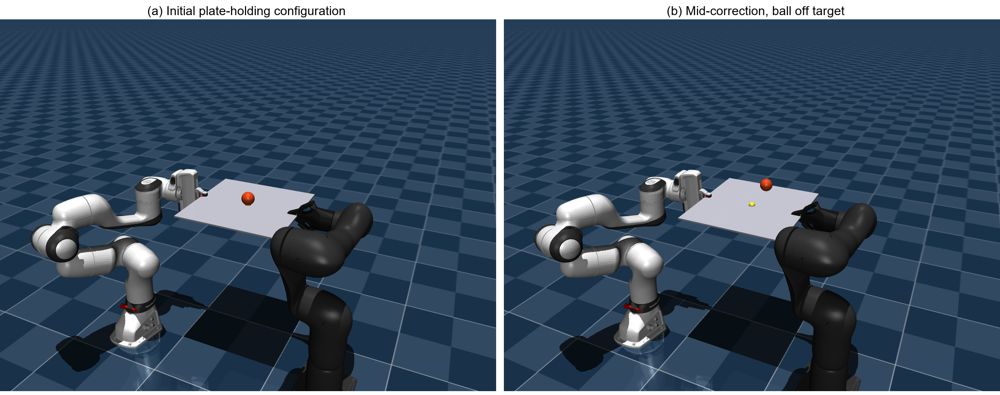 (a) Initial plate-holding configuration
(b) Mid-correction, ball off target